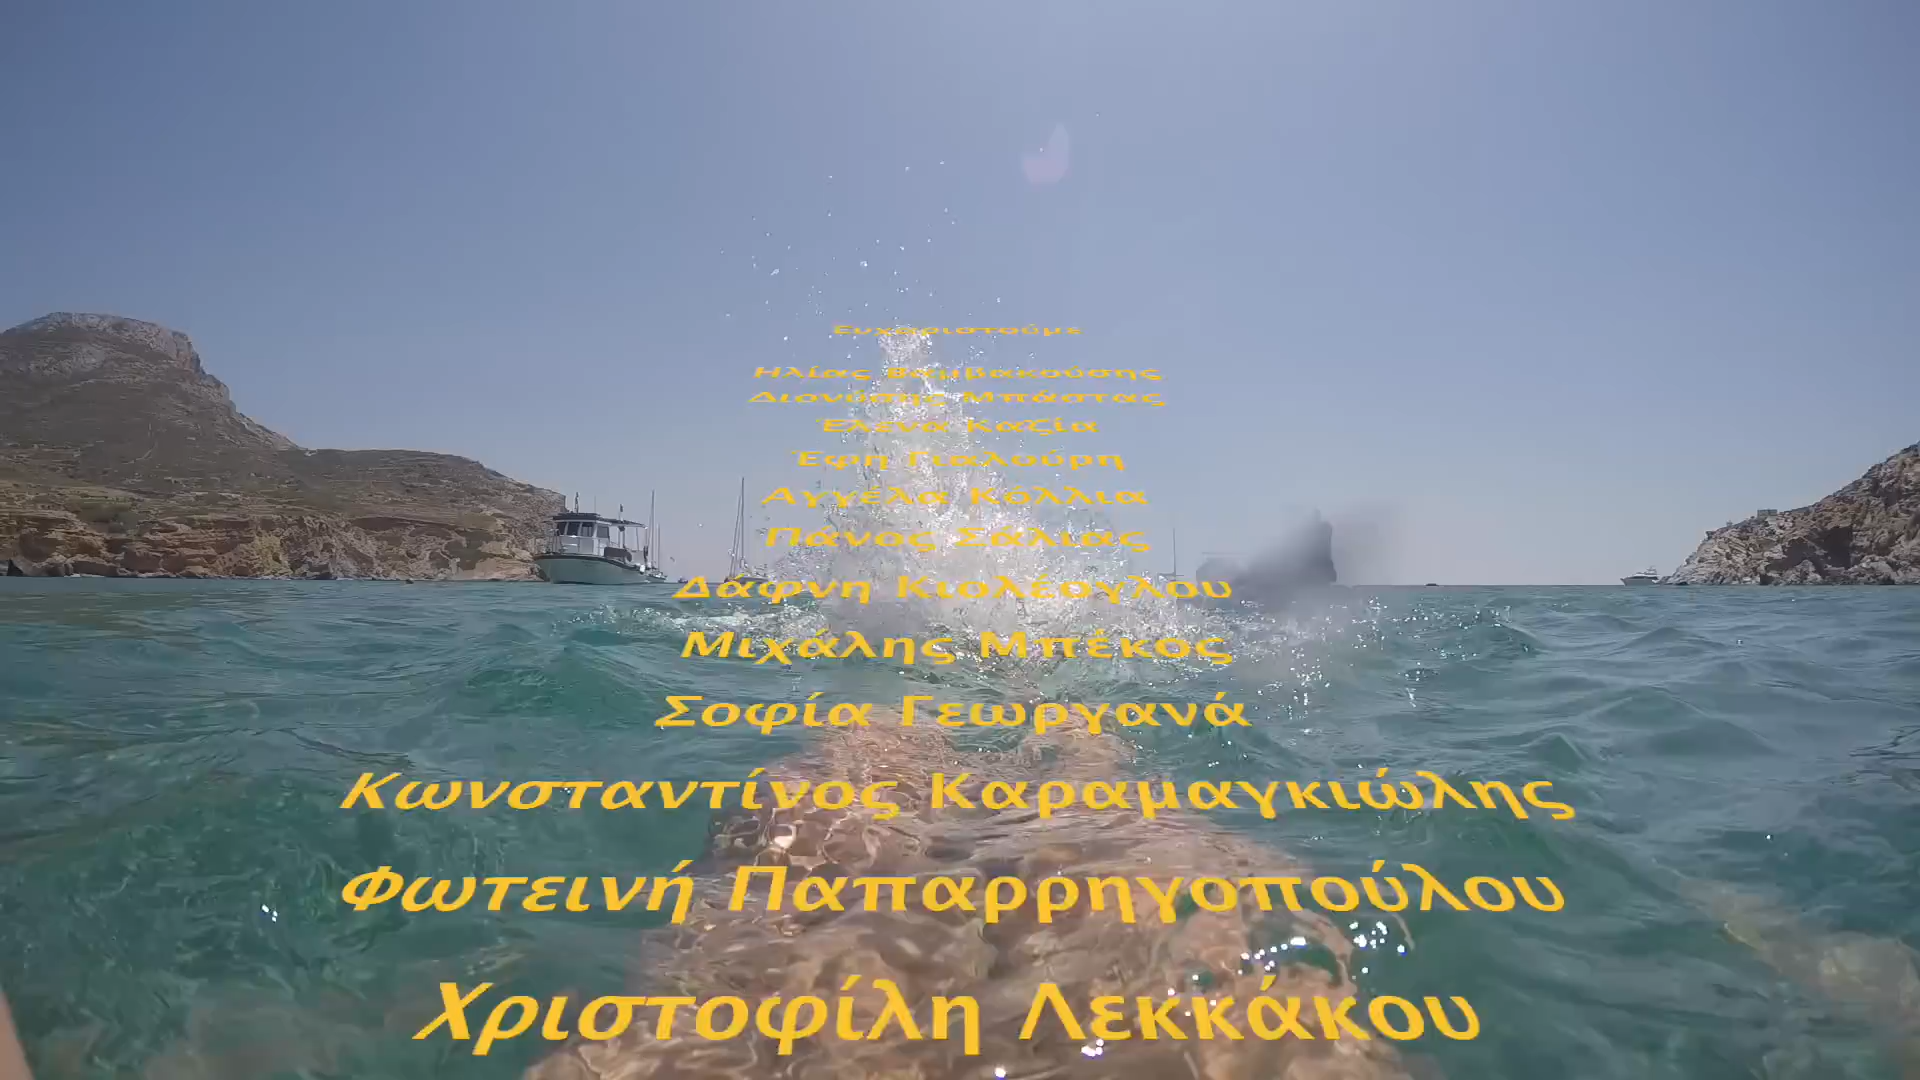 Ευχαριστούμε
Ηλίας Βαμβακούσης
Διονύσης Μπάστας
Έλενα Καζία
Έφη Γιαλούρη
Αγγέλα Κόλλια
Πάνος Σάλιας
Δάφνη Κιολέογλου
Μιχάλης Μπέκος
Σοφία Γεωργανά
Κωνσταντίνος Καραμαγκιώλης
Φωτεινή Παπαρρηγοπούλου
Χριστοφίλη Λεκκάκου